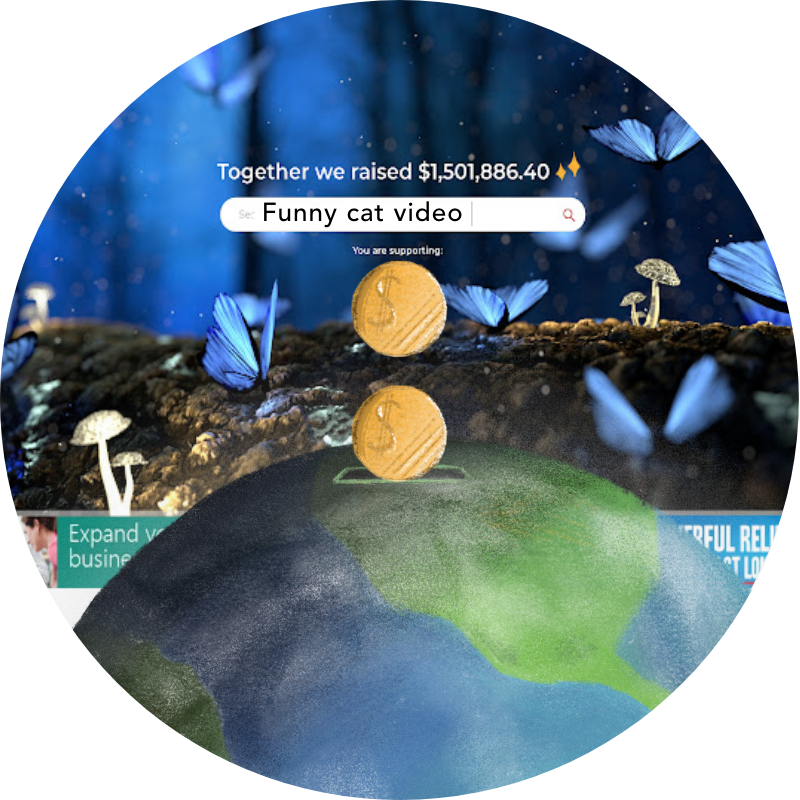 Together we raised $1,501,886.40
Funny cat video
You are supporting:
$
$
Expand
busine